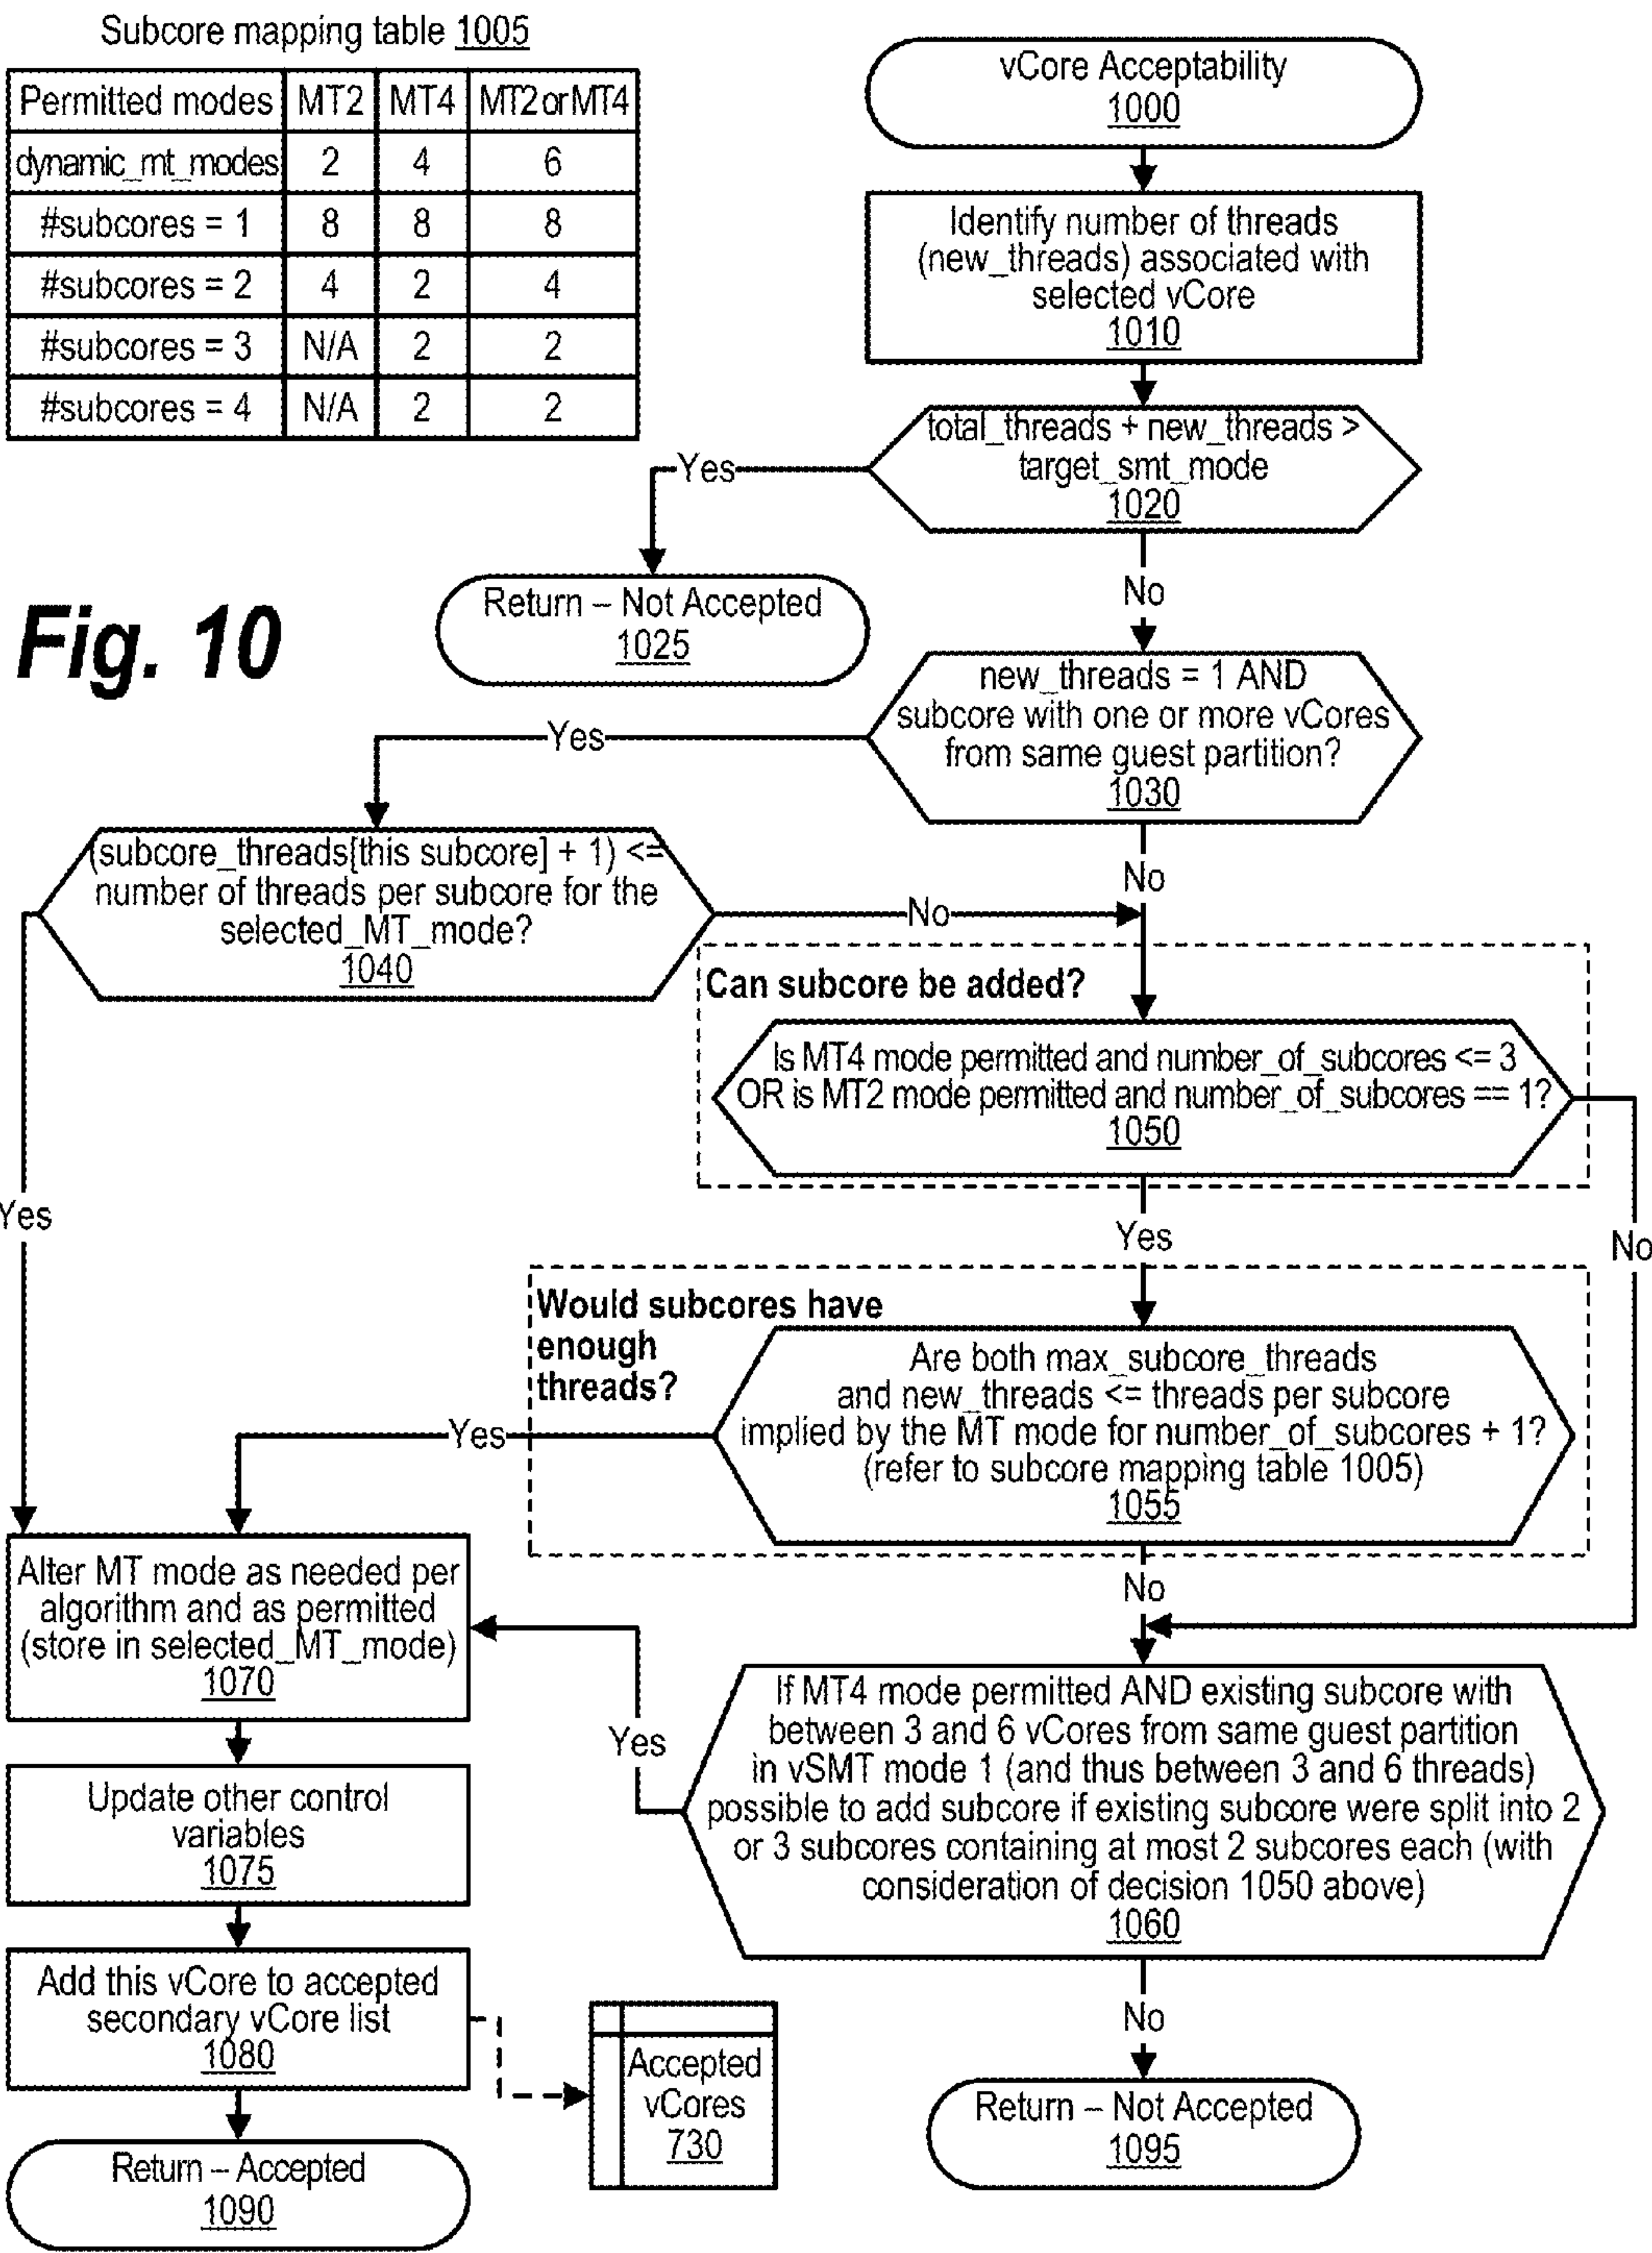 Subcore mapping table 1005
Permitted modes MT2 MT4 MT2 or MT4
dynamic_mt_modes 2 4 6
#subcores = 1 8 8 8
#subcores = 2 4 2 4
#subcores = 3 N/A 2 2
#subcores = 4 N/A 2 2
vCore Acceptability
1000
Identify number of threads
(new_threads) associated with
selected vCore
1010
total_threads + new_threads >
target_smt_mode
1020
Yes
No
Return – Not Accepted
1025
Fig. 10
new_threads = 1 AND
subcore with one or more vCores
from same guest partition?
1030
Yes
No
(subcore_threads[this subcore] + 1) <=
number of threads per subcore for the
selected_MT_mode?
1040
No
Yes
Can subcore be added?
Is MT4 mode permitted and number_of_subcores <= 3
OR is MT2 mode permitted and number_of_subcores == 1?
1050
Yes
No
Would subcores have
enough
threads?
Are both max_subcore_threads
and new_threads <= threads per subcore
implied by the MT mode for number_of_subcores + 1?
(refer to subcore mapping table 1005)
1055
Yes
No
Alter MT mode as needed per
algorithm and as permitted
(store in selected_MT_mode)
1070
If MT4 mode permitted AND existing subcore with
between 3 and 6 vCores from same guest partition
in vSMT mode 1 (and thus between 3 and 6 threads)
possible to add subcore if existing subcore were split into 2
or 3 subcores containing at most 2 subcores each (with
consideration of decision 1050 above)
1060
Yes
No
Update other control
variables
1075
Add this vCore to accepted
secondary vCore list
1080
Accepted
vCores
730
Return – Accepted
1090
Return – Not Accepted
1095